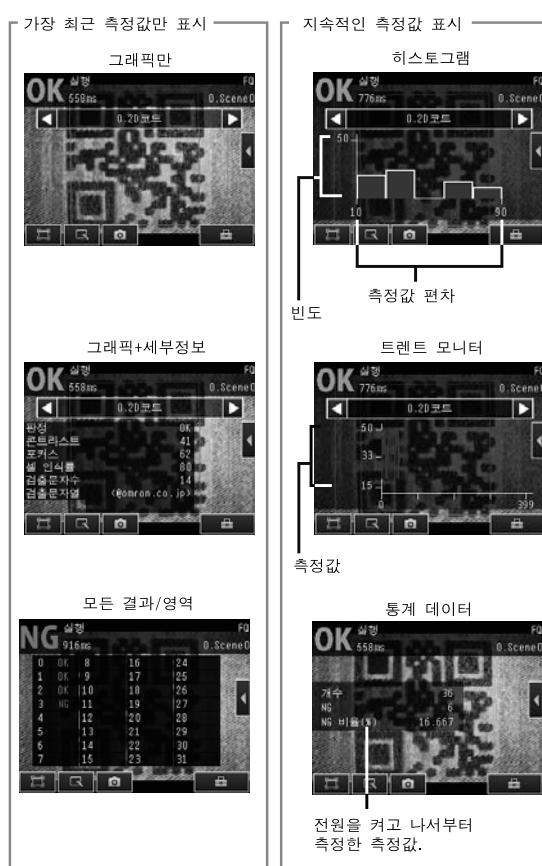 가장 최근 측정값만 표시
그래픽만
OK 실행 FQ
558ms 0.Scene0
0.2D코드
그래픽+세부정보
OK 실행 FQ
558ms 0.Scene0
0.2D코드
판정 OK
콘트리스트 41
포커스 62
셀 인식률 80
검출문자수 14
검출문자열 <@omron.co.jp>
모든 결과/영역
NG 실행 FQ
916ms 0.Scene0
0 OK 8 16 24
1 OK 9 17 25
2 OK 10 18 26
3 NG 11 19 27
4 12 20 28
5 13 21 29
6 14 22 30
7 15 23 31
지속적인 측정값 표시
히스토그램
OK 실행 FQ
776ms 0.Scene0
0.2D코드
50
10 90
측정값 편차
빈도
트렌트 모니터
OK 실행 FQ
776ms 0.Scene0
0.2D코드
50
33
15
0 399
측정값
통계 데이터
OK 실행 FQ
558ms 0.Scene0
개수 36
NG 6
NG 비율(%) 16.667
전원을 켜고 나서부터
측정한 측정값.